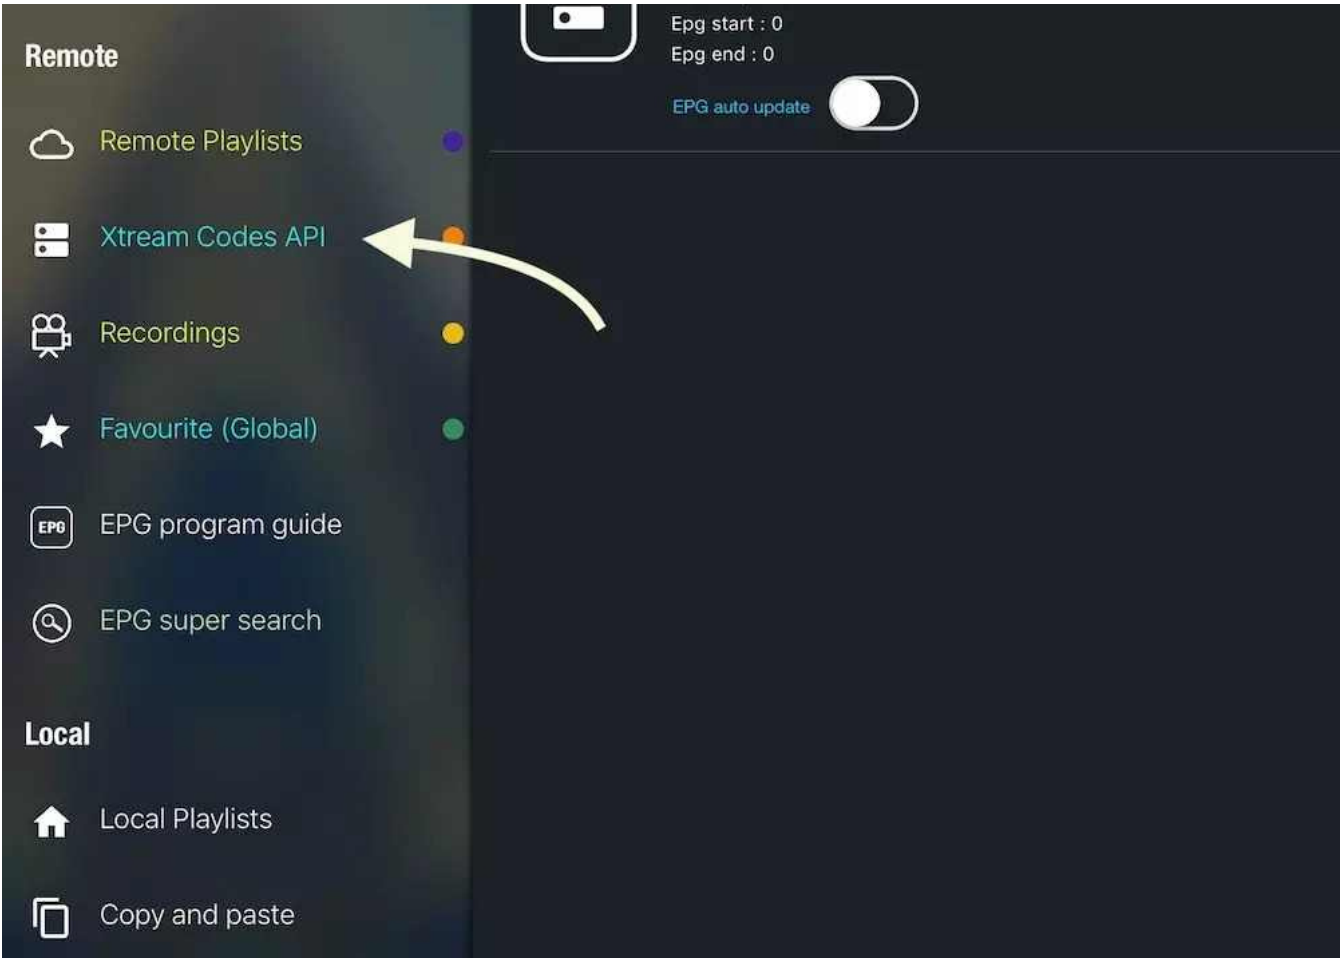 Remote
Remote Playlists
Xtream Codes API
Recordings
Favourite (Global)
EPG
EPG program guide
EPG super search
Local
Local Playlists
Copy and paste
Epg start : 0
Epg end : 0
EPG auto update